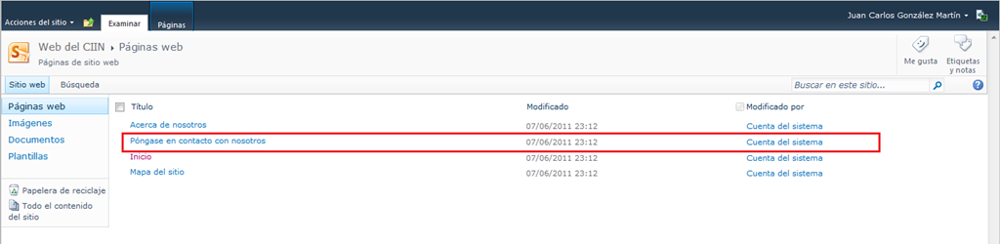 Acciones del sitio
Examinar
Páginas
Juan Carlos González Martín
Web del CIIN Páginas web
Páginas de sitio web
Me gusta
Etiquetas
y notas
Sitio web
Búsqueda
Buscar en este sitio...
Páginas web
Imágenes
Documentos
Plantillas
Papelera de reciclaje
Todo el contenido
del sitio
Título Modificado Modificado por
Acerca de nosotros 07/06/2011 23:12 Cuenta del sistema
Póngase en contacto con nosotros 07/06/2011 23:12 Cuenta del sistema
Inicio 07/06/2011 23:12 Cuenta del sistema
Mapa del sitio 07/06/2011 23:12 Cuenta del sistema